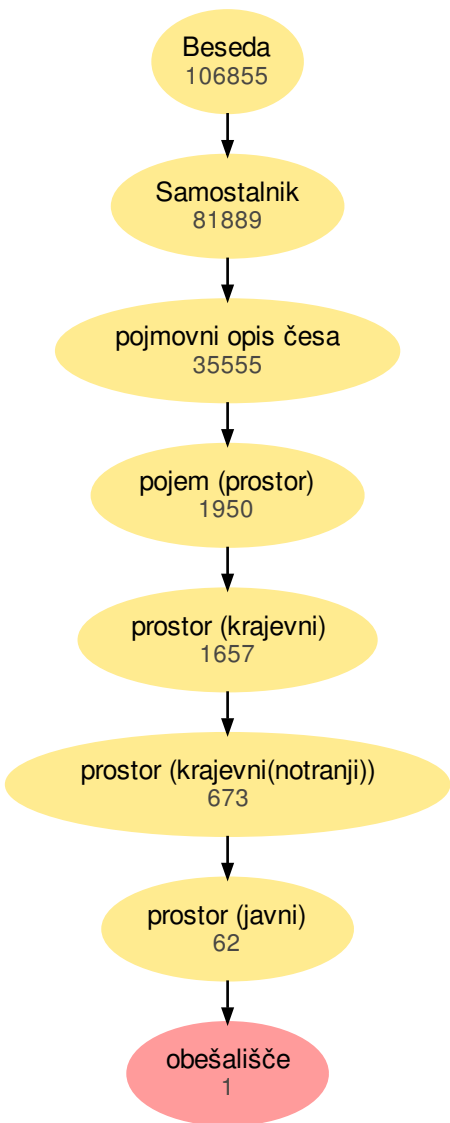 Beseda
106855
Samostalnik
81889
pojmovni opis česa
35555
pojem (prostor)
1950
prostor (krajevni)
1657
prostor (krajevni(notranji))
673
prostor (javni)
62
obešališče
1